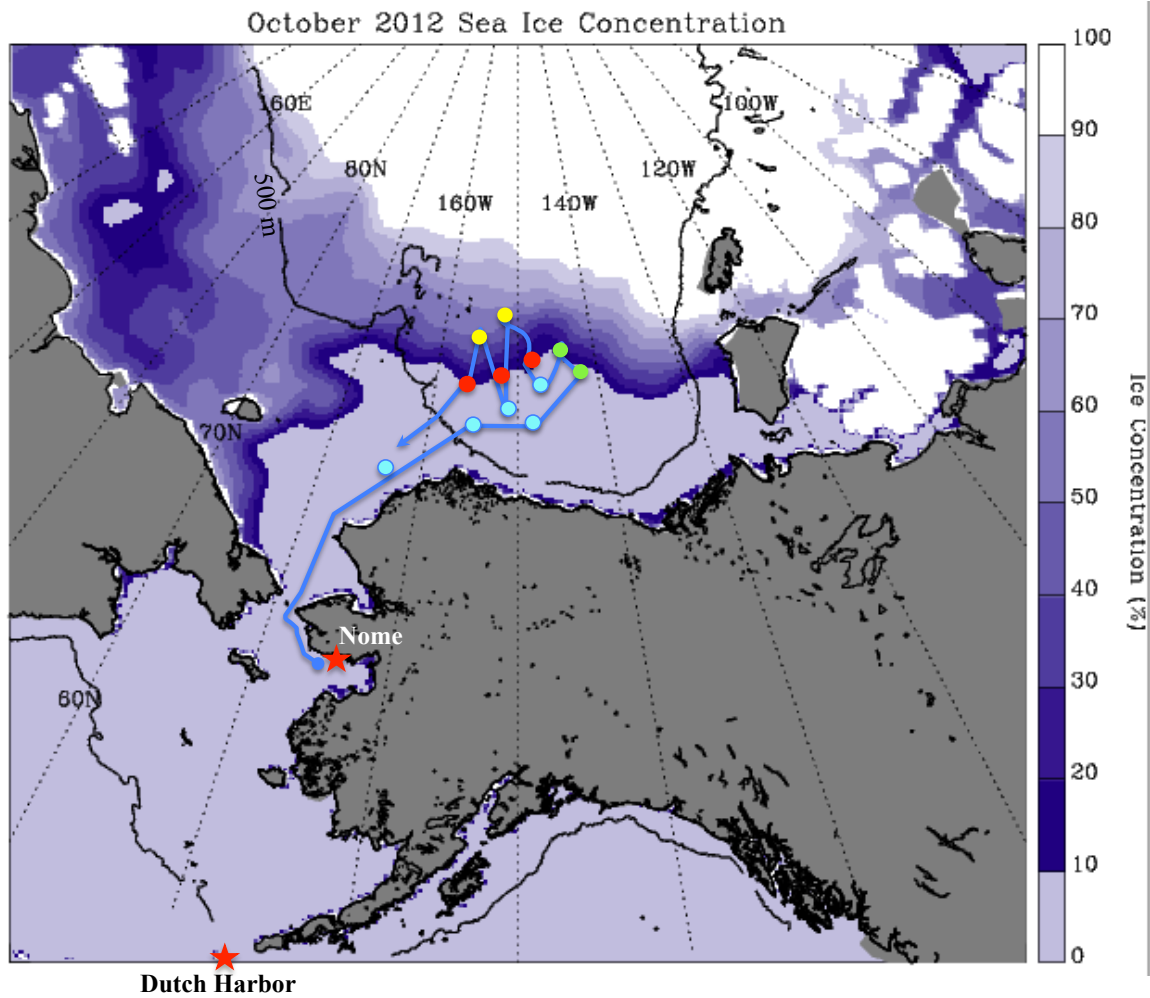 October 2012 Sea Ice Concentration
100
160E
100W
90
80N
120W
500 m
160W
140W
80
70
60
70N
50
Ice Concentration (%)
40
Nome
30
60N
20
10
0
Dutch Harbor